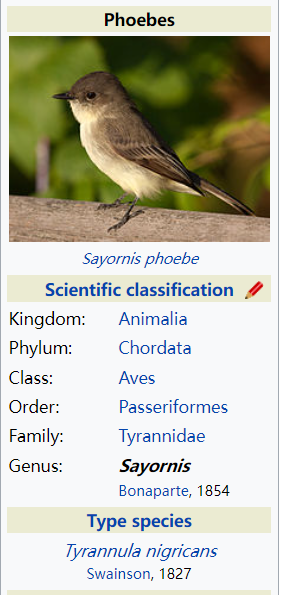 Phoebes
Sayornis phoebe
Scientific classification
Kingdom: Animalia
Phylum: Chordata
Class: Aves
Order: Passeriformes
Family: Tyrannidae
Genus: Sayornis
Bonaparte, 1854
Type species
Tyrannula nigricans
Swainson, 1827